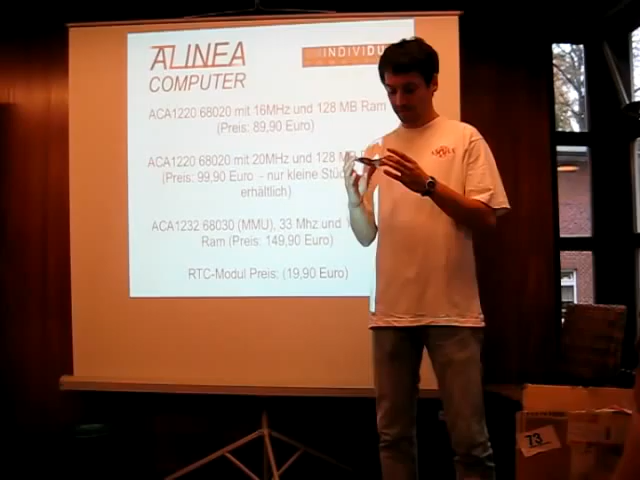 ALINEA
COMPUTER
INDIVIDU
ACA1220 68020 mit 16MHz und 128 MB Ram
(Preis: 89,90 Euro)
ACA1220 68020 mit 20MHz und 128 MB
(Preis: 99,90 Euro - nur kleine
erhältlich)
ACA1232 68030 (MMU), 33 Mhz und
Ram (Preis: 149,90 Euro)
RTC-Modul Preis: (19,90 Euro)
73